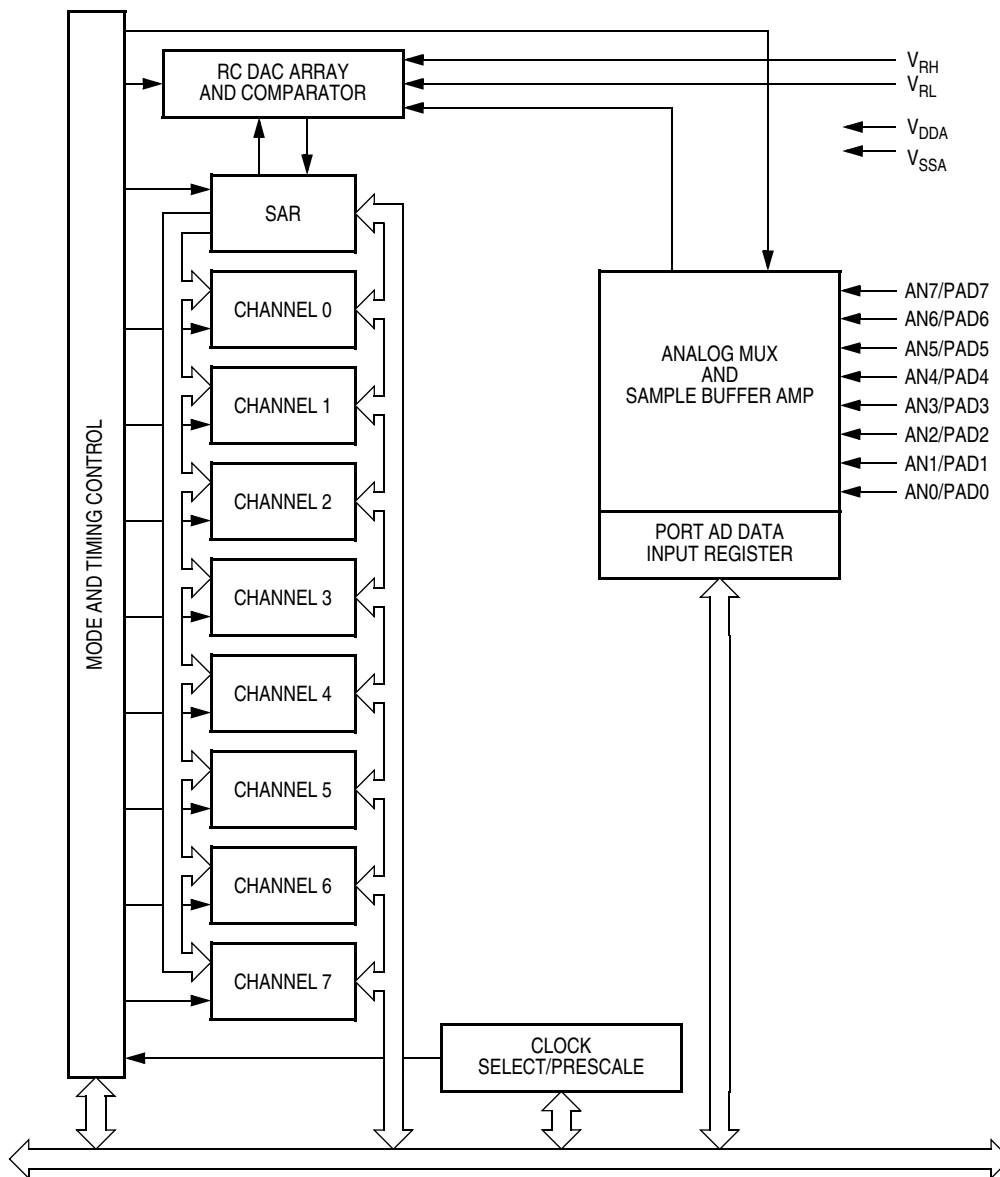 RC DAC ARRAY
AND COMPARATOR
V_RH
V_RL
V_DDA
V_SSA
SAR
MODE AND TIMING CONTROL
CHANNEL 0
CHANNEL 1
CHANNEL 2
CHANNEL 3
CHANNEL 4
CHANNEL 5
CHANNEL 6
CHANNEL 7
ANALOG MUX
AND
SAMPLE BUFFER AMP
AN7/PAD7
AN6/PAD6
AN5/PAD5
AN4/PAD4
AN3/PAD3
AN2/PAD2
AN1/PAD1
AN0/PAD0
PORT AD DATA
INPUT REGISTER
CLOCK
SELECT/PRESCALE